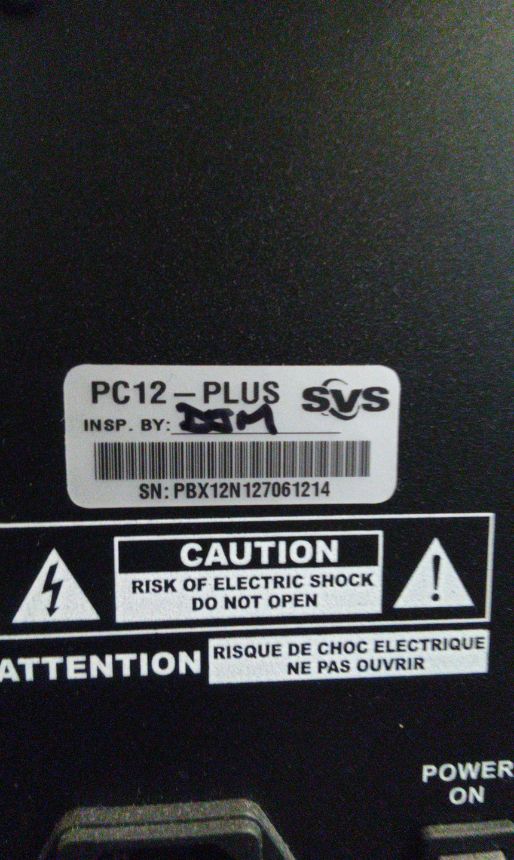 PC12-PLUS SVS
INSP. BY: DJM
SN: PBX12N127061214
CAUTION
RISK OF ELECTRIC SHOCK
DO NOT OPEN
ATTENTION
RISQUE DE CHOC ELECTRIQUE
NE PAS OUVRIR
POWER
ON